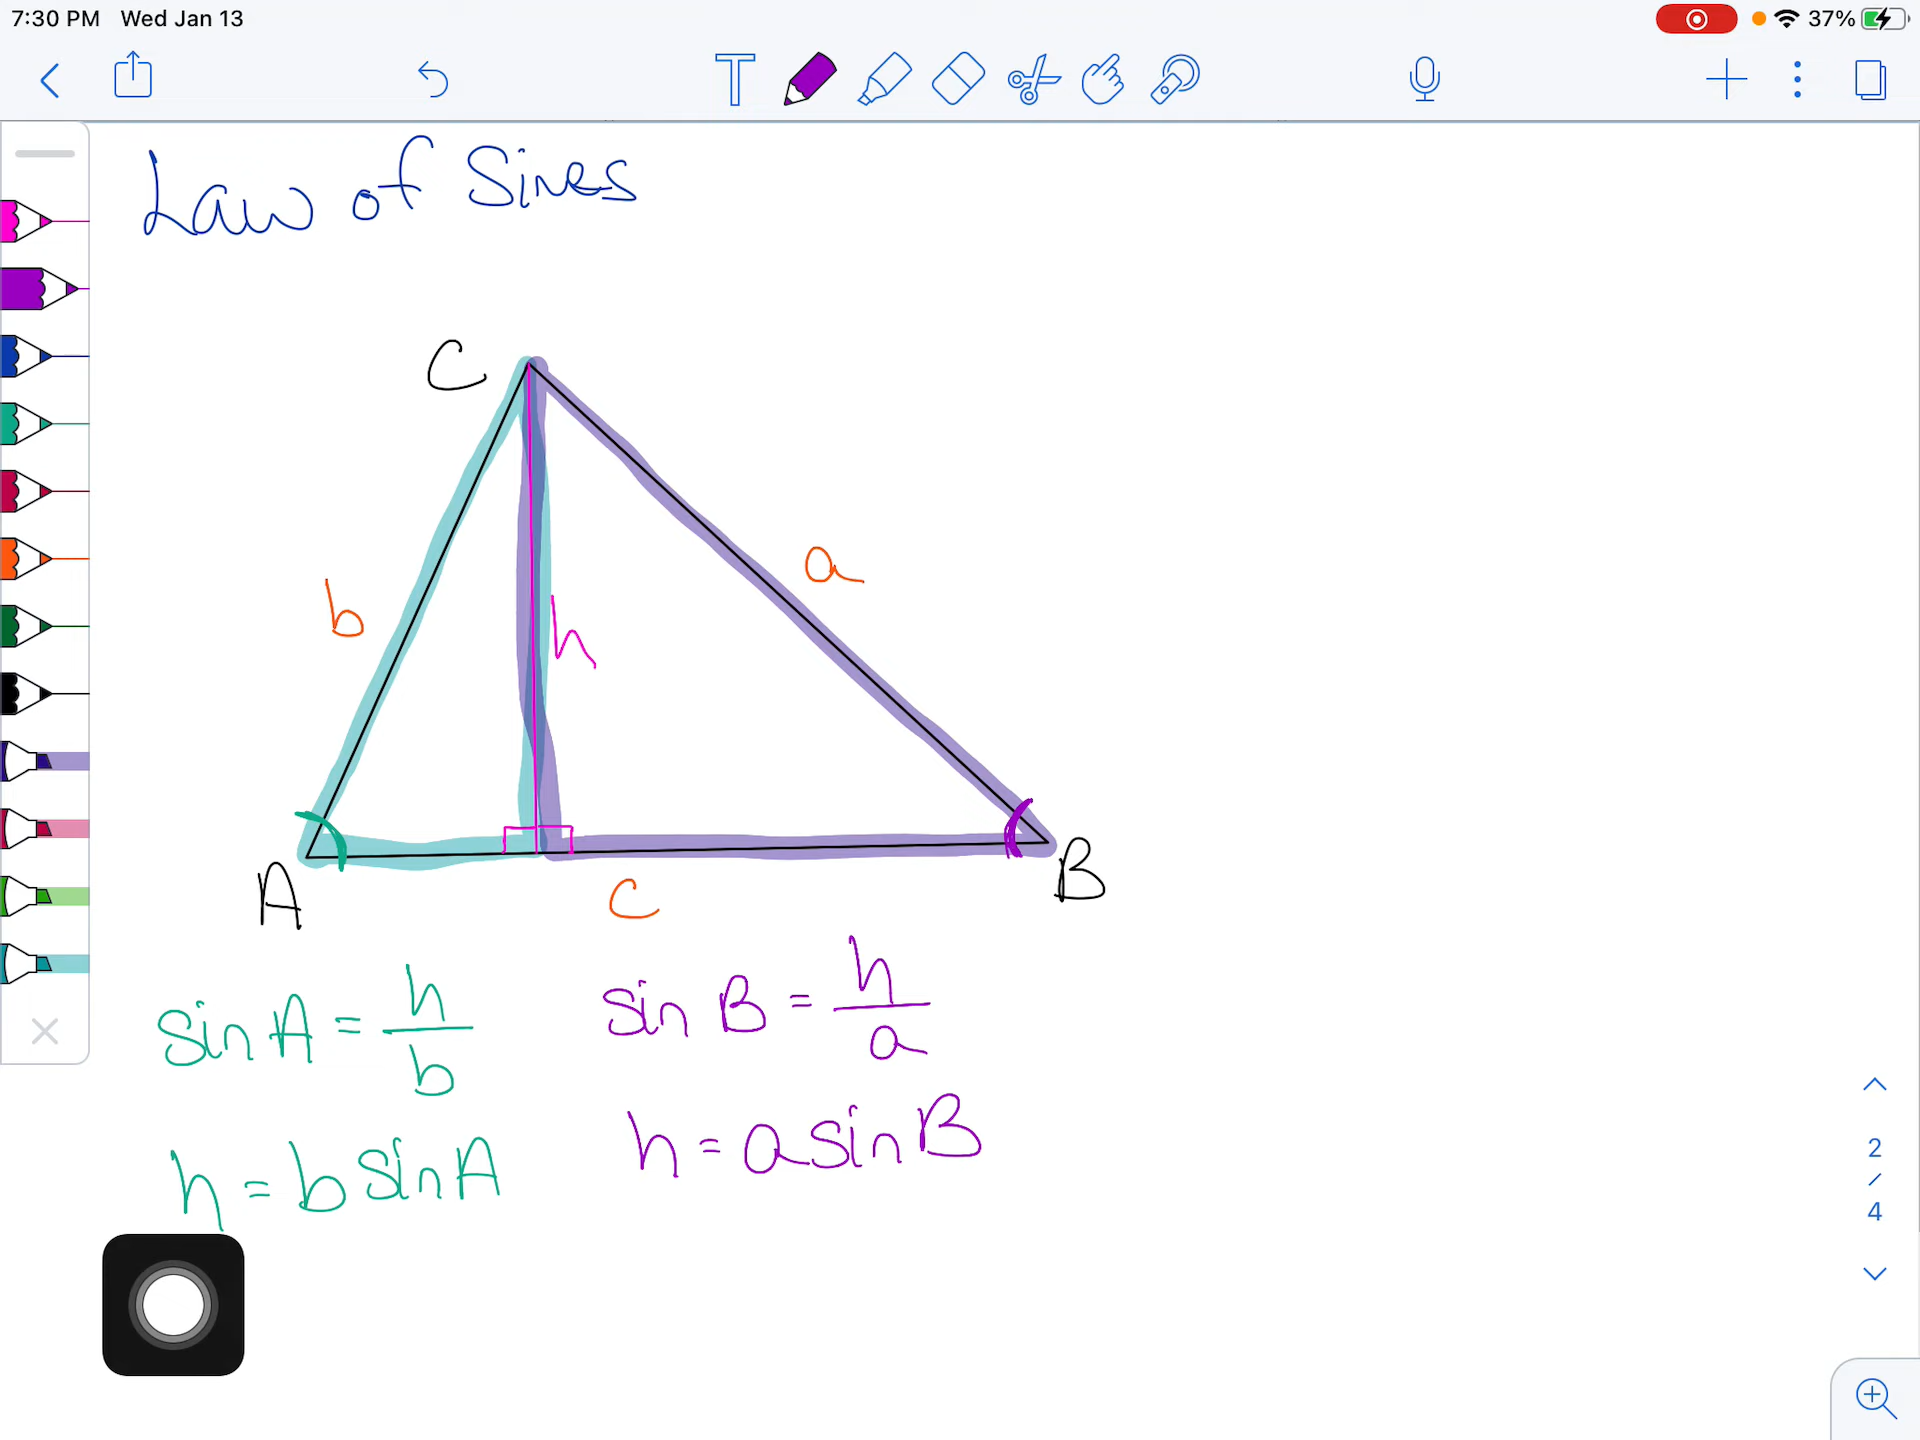 7:30 PM Wed Jan 13
37%
T
Law of Sines
C
a
b
h
A
B
c
sin A = h/b
sin B = h/a
h = b sin A
h = a sin B
2
/
4